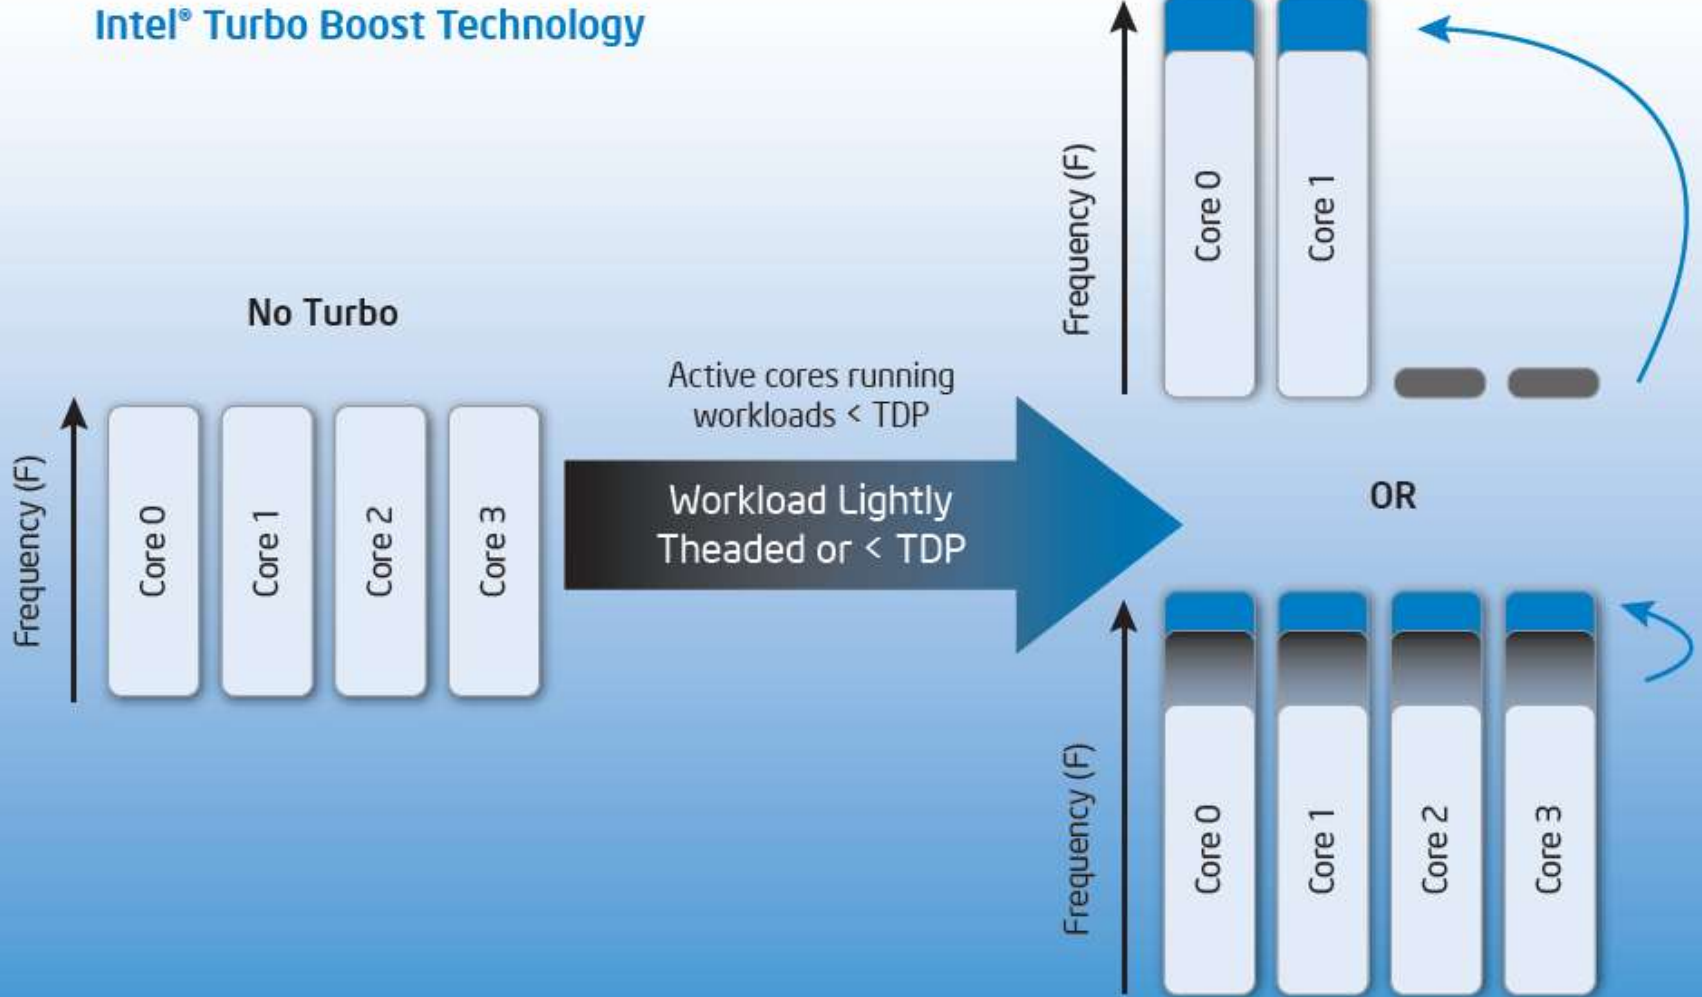 Intel® Turbo Boost Technology
No Turbo
Frequency (F)
Core 0
Core 1
Core 2
Core 3
Active cores running
workloads < TDP
Workload Lightly
Theaded or < TDP
Frequency (F)
Core 0
Core 1
OR
Frequency (F)
Core 0
Core 1
Core 2
Core 3